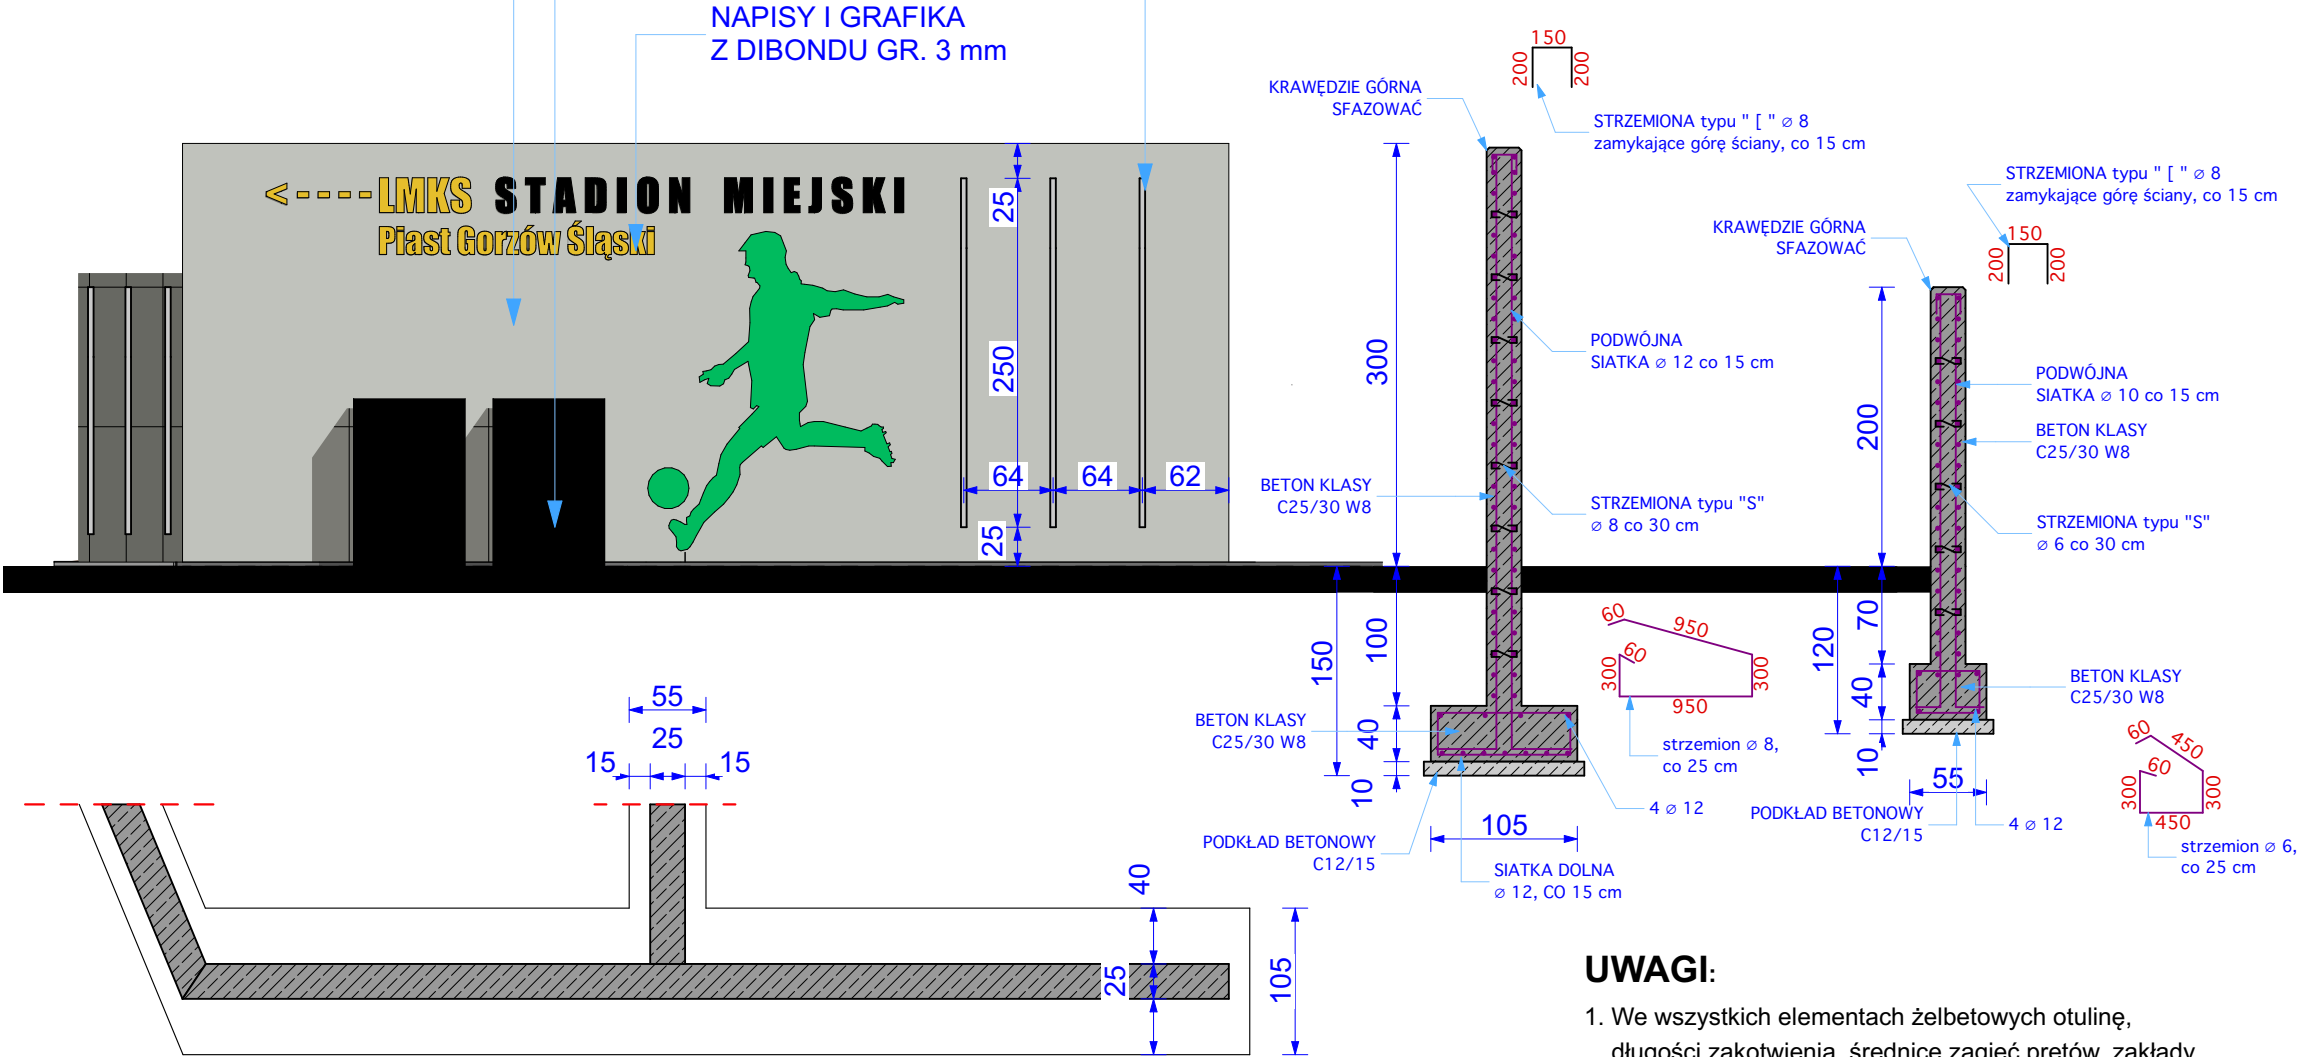 NAPISY I GRAFIKA
Z DIBONDU GR. 3 mm
<----LMKS STADION MIEJSKI
Piast Gorzów Śląski
25
250
25
64
64
62
KRAWĘDZIE GÓRNA
SFAZOWAĆ
150
200
200
STRZEMIONA typu " [ " ⌀ 8
zamykające górę ściany, co 15 cm
300
PODWÓJNA
SIATKA ⌀ 12 co 15 cm
BETON KLASY
C25/30 W8
STRZEMIONA typu "S"
⌀ 8 co 30 cm
150
100
40
10
BETON KLASY
C25/30 W8
60
950
60
300
300
950
strzemion ⌀ 8,
co 25 cm
4 ⌀ 12
105
PODKŁAD BETONOWY
C12/15
SIATKA DOLNA
⌀ 12, CO 15 cm
STRZEMIONA typu " [ " ⌀ 8
zamykające górę ściany, co 15 cm
KRAWĘDZIE GÓRNA
SFAZOWAĆ
150
200
200
200
PODWÓJNA
SIATKA ⌀ 10 co 15 cm
BETON KLASY
C25/30 W8
STRZEMIONA typu "S"
⌀ 6 co 30 cm
120
70
40
10
BETON KLASY
C25/30 W8
55
PODKŁAD BETONOWY
C12/15
4 ⌀ 12
60
450
60
300
300
450
strzemion ⌀ 6,
co 25 cm
55
25
15
15
40
25
105
UWAGI:
1. We wszystkich elementach żelbetowych otulinę,
długości zakotwienia, średnice zagięć prętów, zakłady